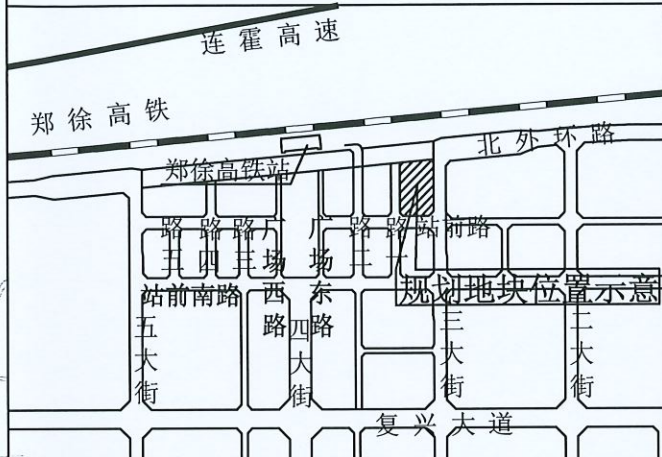 连霍高速
郑徐高铁
北外环路
郑徐高铁站
路五
路四
路三
广场西路
广场东路
路二
路一
站前路
站前南路
规划地块位置示意
五大街
四大街
三大街
二大街
复兴大道